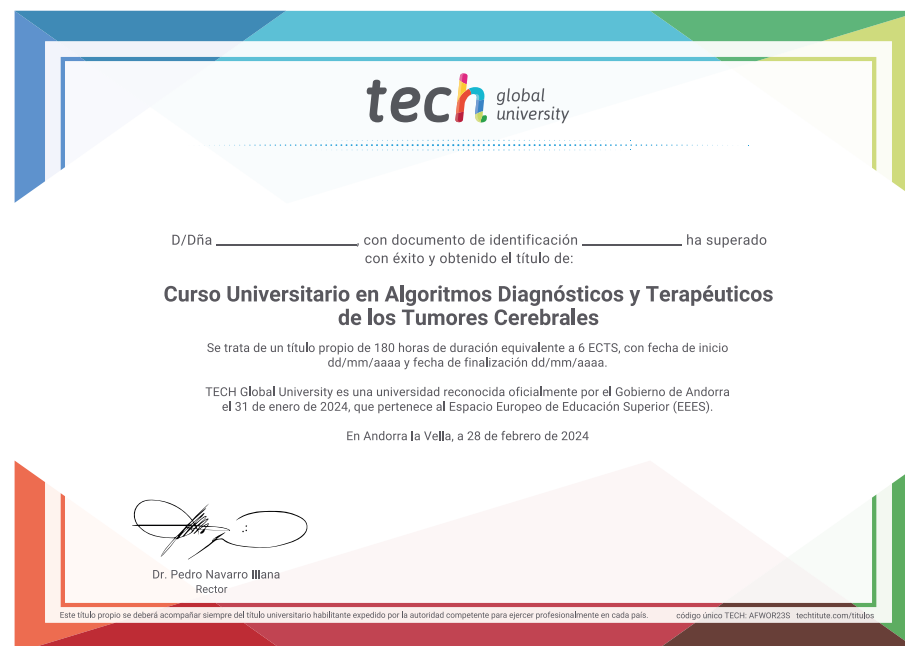 tech global university
D/Dña ______________, con documento de identificación ______________ ha superado
con éxito y obtenido el título de:
Curso Universitario en Algoritmos Diagnósticos y Terapéuticos
de los Tumores Cerebrales
Se trata de un título propio de 180 horas de duración equivalente a 6 ECTS, con fecha de inicio
dd/mm/aaaa y fecha de finalización dd/mm/aaaa.
TECH Global University es una universidad reconocida oficialmente por el Gobierno de Andorra
el 31 de enero de 2024, que pertenece al Espacio Europeo de Educación Superior (EEES).
En Andorra la Vella, a 28 de febrero de 2024
Dr. Pedro Navarro Illana
Rector
Este título propio se deberá acompañar siempre del título universitario habilitante expedido por la autoridad competente para ejercer profesionalmente en cada país. código único TECH: AFWOR23S techtitute.com/titulos